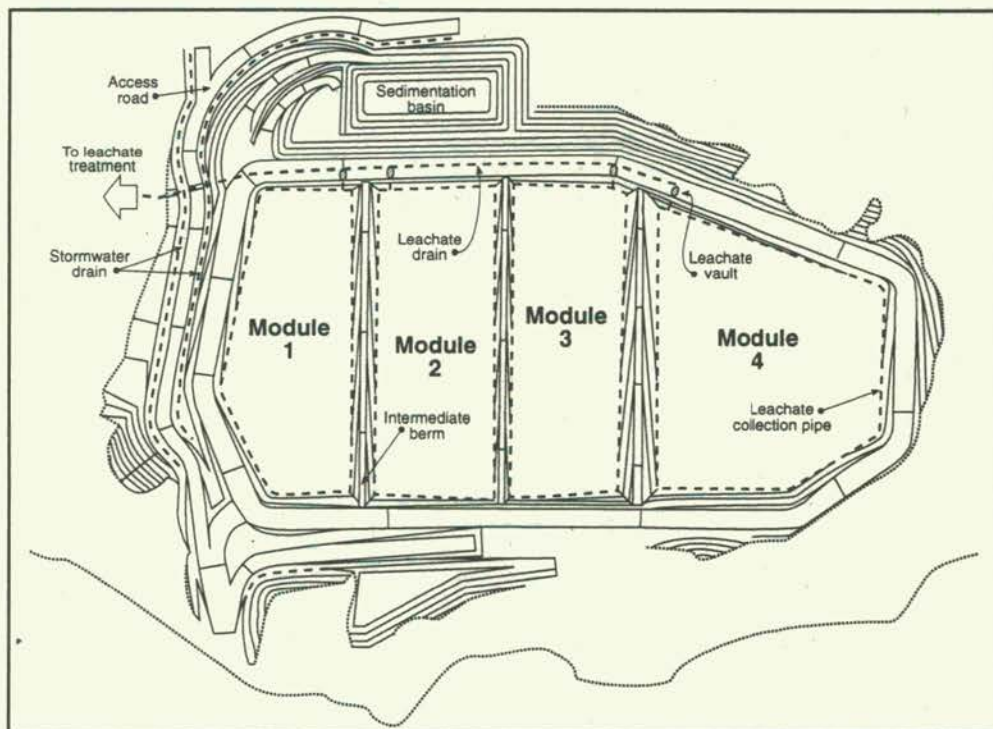 Access
road
Sedimentation
basin
To leachate
treatment
Stormwater
drain
Leachate
drain
Leachate
vault
Module
1
Module
2
Module
3
Module
4
Intermediate
berm
Leachate
collection pipe